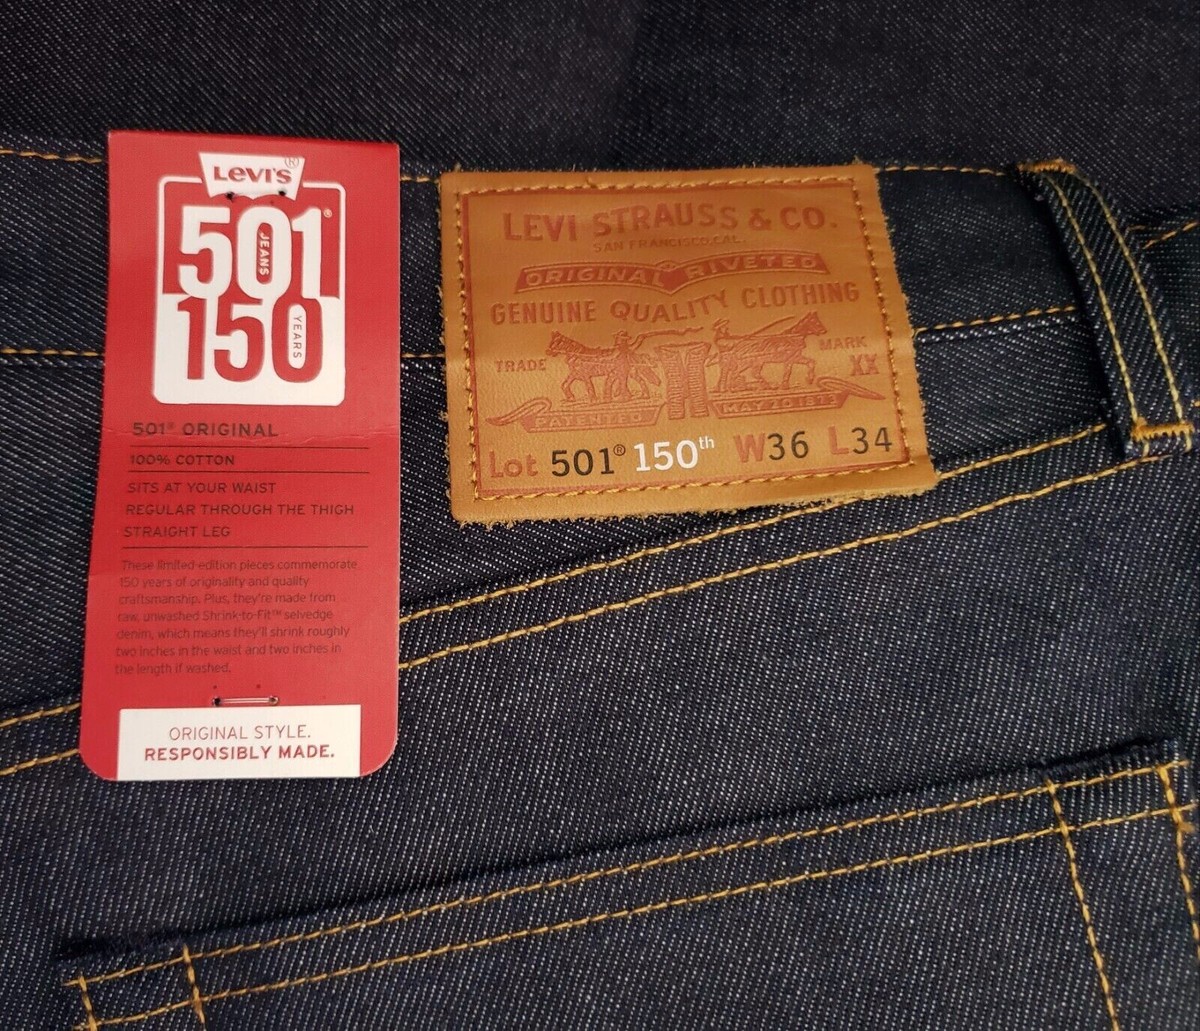 LEVI'S®
501®
JEANS
150
YEARS
501® ORIGINAL
100% COTTON
SITS AT YOUR WAIST
REGULAR THROUGH THE THIGH
STRAIGHT LEG
These limited-edition pieces commemorate
150 years of originality and quality
craftsmanship. Plus, they're made from
raw, unwashed Shrink-to-Fit™ selvedge
denim, which means they'll shrink roughly
two inches in the waist and two inches in
the length if washed.
ORIGINAL STYLE.
RESPONSIBLY MADE.
LEVI STRAUSS & CO.
SAN FRANCISCO, CAL.
ORIGINAL RIVETED
GENUINE QUALITY CLOTHING
TRADE MARK
XX
PATENTED MAY 20 1873
Lot 501® 150th W36 L34